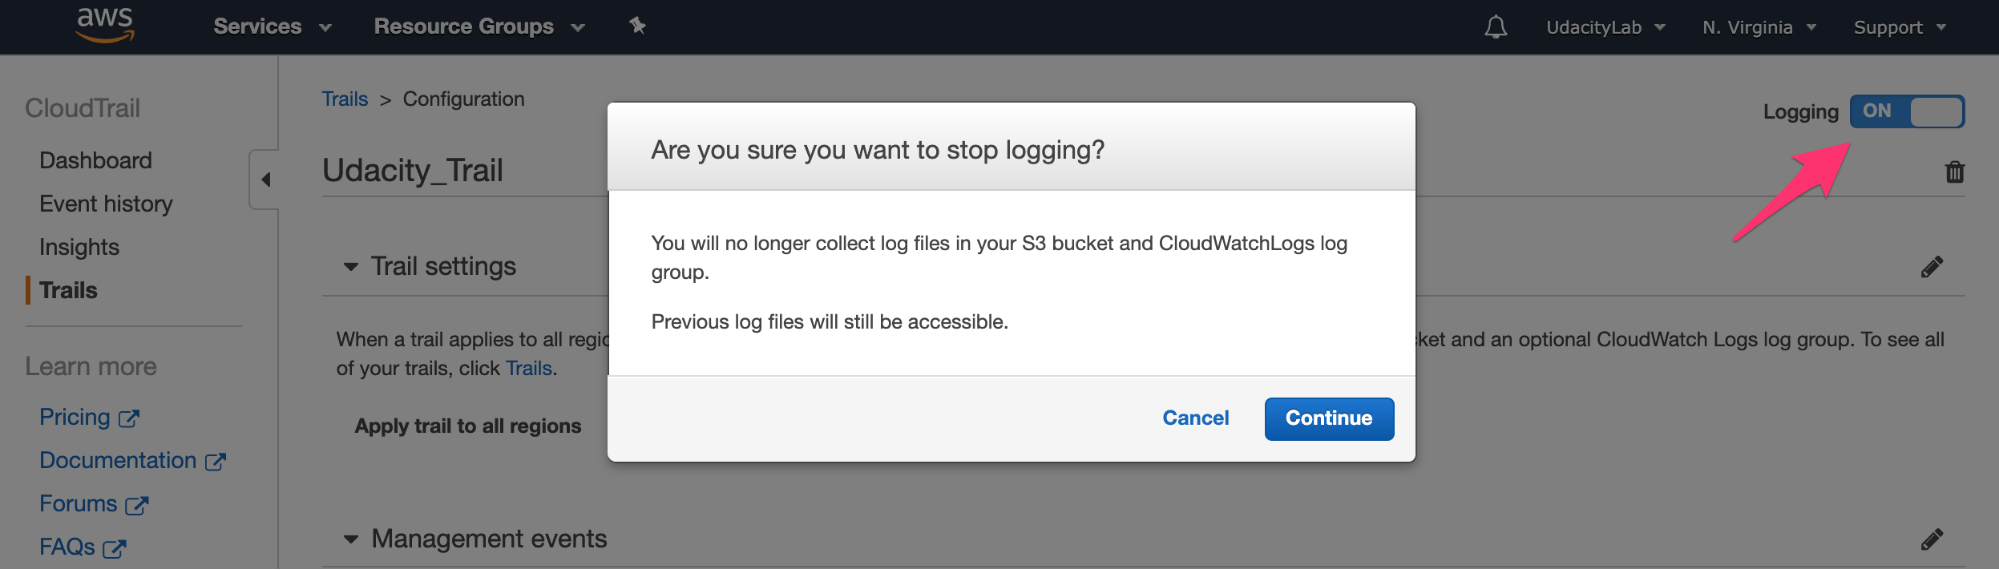 aws Services Resource Groups UdacityLab N. Virginia Support
CloudTrail
Dashboard
Event history
Insights
Trails
Learn more
Pricing
Documentation
Forums
FAQs
Trails > Configuration
Logging ON
Udacity_Trail
Trail settings
When a trail applies to all
ket and an optional CloudWatch Logs log group. To see all
of your trails, click Trails.
Apply trail to all regions
Management events
Are you sure you want to stop logging?
You will no longer collect log files in your S3 bucket and CloudWatchLogs log
group.
Previous log files will still be accessible.
Cancel Continue